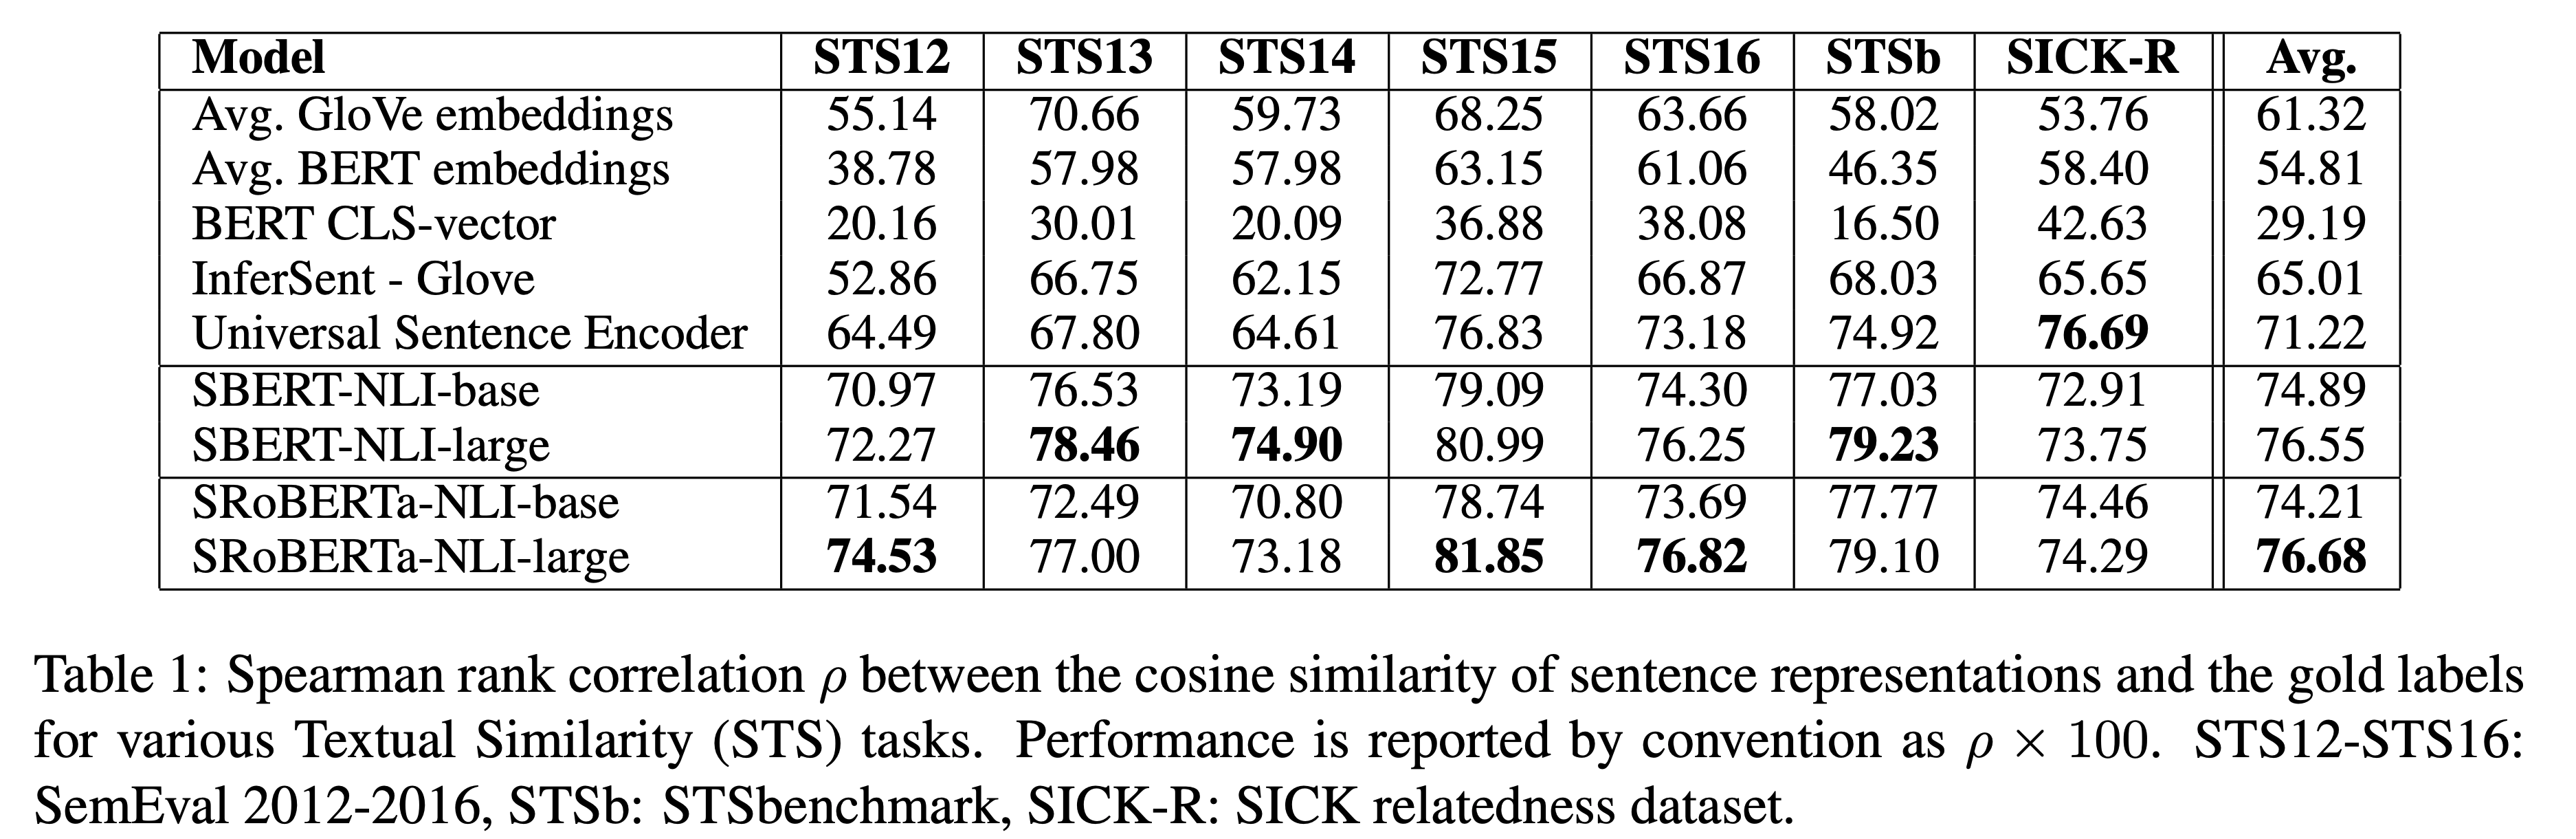 Model STS12 STS13 STS14 STS15 STS16 STSb SICK-R Avg.
Avg. GloVe embeddings 55.14 70.66 59.73 68.25 63.66 58.02 53.76 61.32
Avg. BERT embeddings 38.78 57.98 57.98 63.15 61.06 46.35 58.40 54.81
BERT CLS-vector 20.16 30.01 20.09 36.88 38.08 16.50 42.63 29.19
InferSent - Glove 52.86 66.75 62.15 72.77 66.87 68.03 65.65 65.01
Universal Sentence Encoder 64.49 67.80 64.61 76.83 73.18 74.92 76.69 71.22
SBERT-NLI-base 70.97 76.53 73.19 79.09 74.30 77.03 72.91 74.89
SBERT-NLI-large 72.27 78.46 74.90 80.99 76.25 79.23 73.75 76.55
SRoBERTa-NLI-base 71.54 72.49 70.80 78.74 73.69 77.77 74.46 74.21
SRoBERTa-NLI-large 74.53 77.00 73.18 81.85 76.82 79.10 74.29 76.68
Table 1: Spearman rank correlation ρ between the cosine similarity of sentence representations and the gold labels
for various Textual Similarity (STS) tasks. Performance is reported by convention as ρ × 100. STS12-STS16:
SemEval 2012-2016, STSb: STSbenchmark, SICK-R: SICK relatedness dataset.